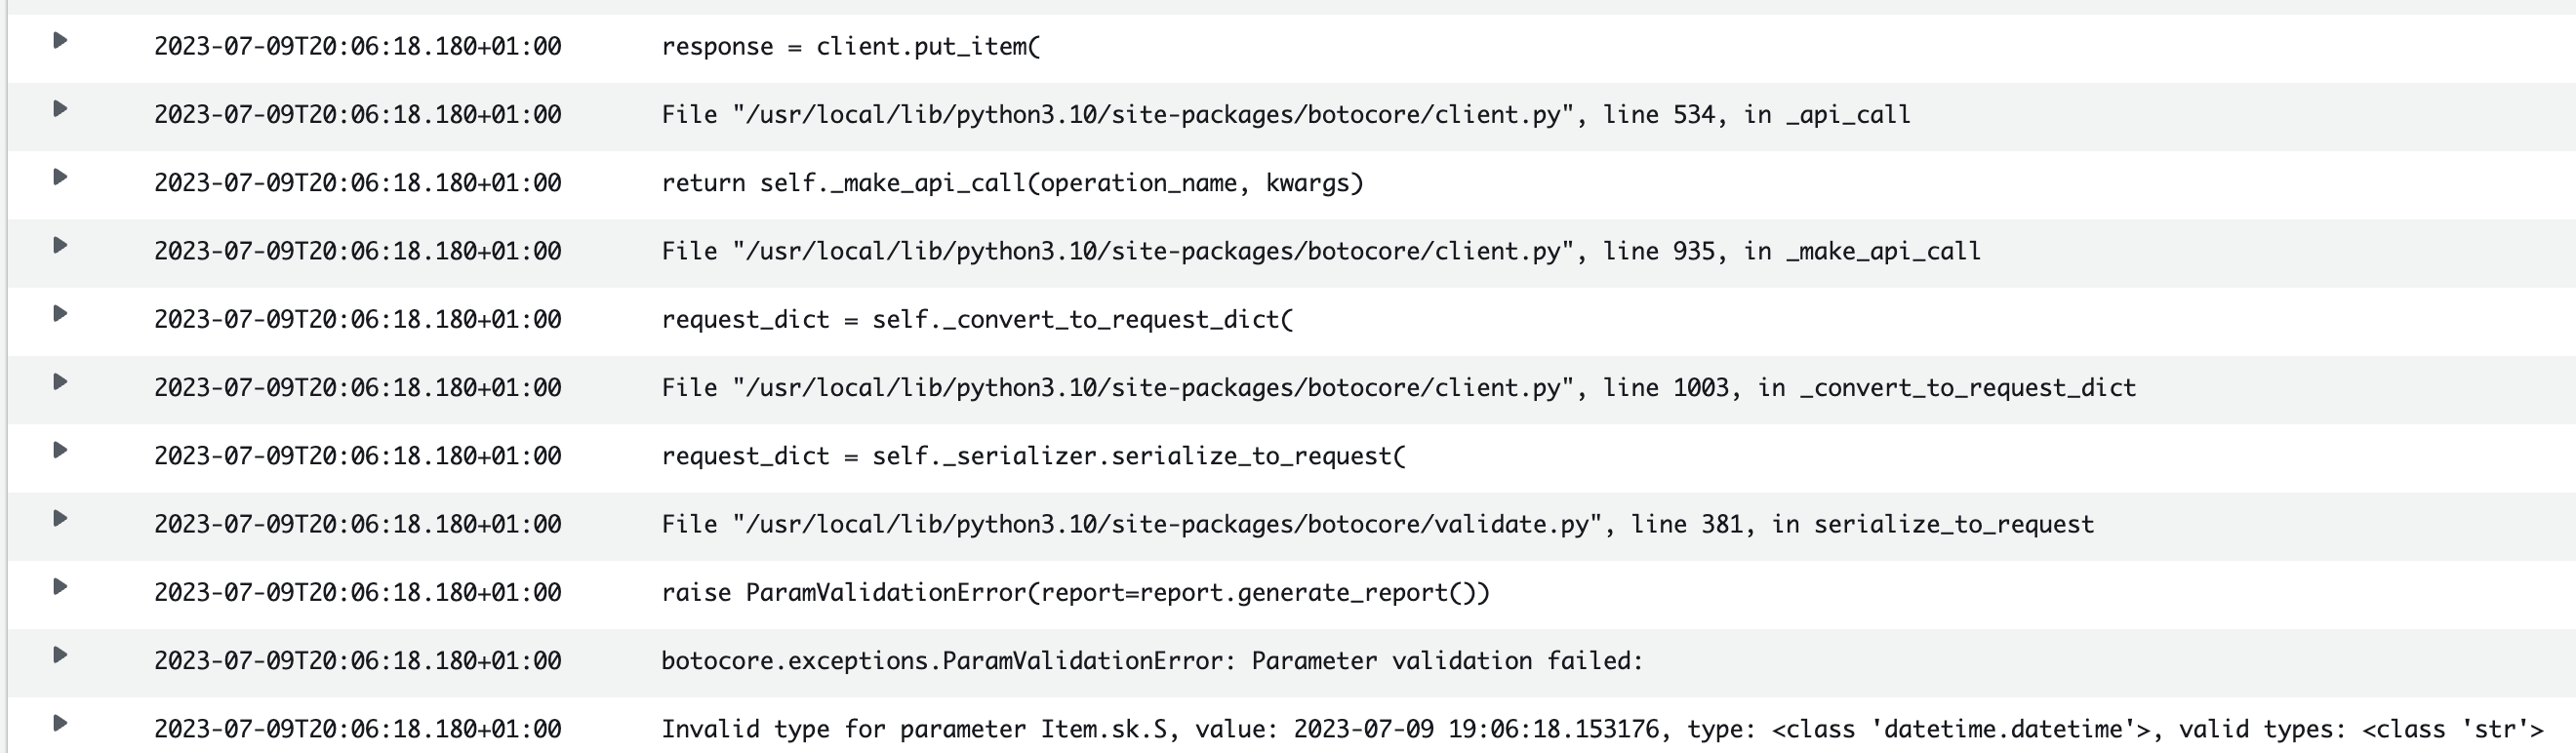 2023-07-09T20:06:18.180+01:00 response = client.put_item(
2023-07-09T20:06:18.180+01:00 File "/usr/local/lib/python3.10/site-packages/botocore/client.py", line 534, in _api_call
2023-07-09T20:06:18.180+01:00 return self._make_api_call(operation_name, kwargs)
2023-07-09T20:06:18.180+01:00 File "/usr/local/lib/python3.10/site-packages/botocore/client.py", line 935, in _make_api_call
2023-07-09T20:06:18.180+01:00 request_dict = self._convert_to_request_dict(
2023-07-09T20:06:18.180+01:00 File "/usr/local/lib/python3.10/site-packages/botocore/client.py", line 1003, in _convert_to_request_dict
2023-07-09T20:06:18.180+01:00 request_dict = self._serializer.serialize_to_request(
2023-07-09T20:06:18.180+01:00 File "/usr/local/lib/python3.10/site-packages/botocore/validate.py", line 381, in serialize_to_request
2023-07-09T20:06:18.180+01:00 raise ParamValidationError(report=report.generate_report())
2023-07-09T20:06:18.180+01:00 botocore.exceptions.ParamValidationError: Parameter validation failed:
2023-07-09T20:06:18.180+01:00 Invalid type for parameter Item.sk.S, value: 2023-07-09 19:06:18.153176, type: <class 'datetime.datetime'>, valid types: <class 'str'>